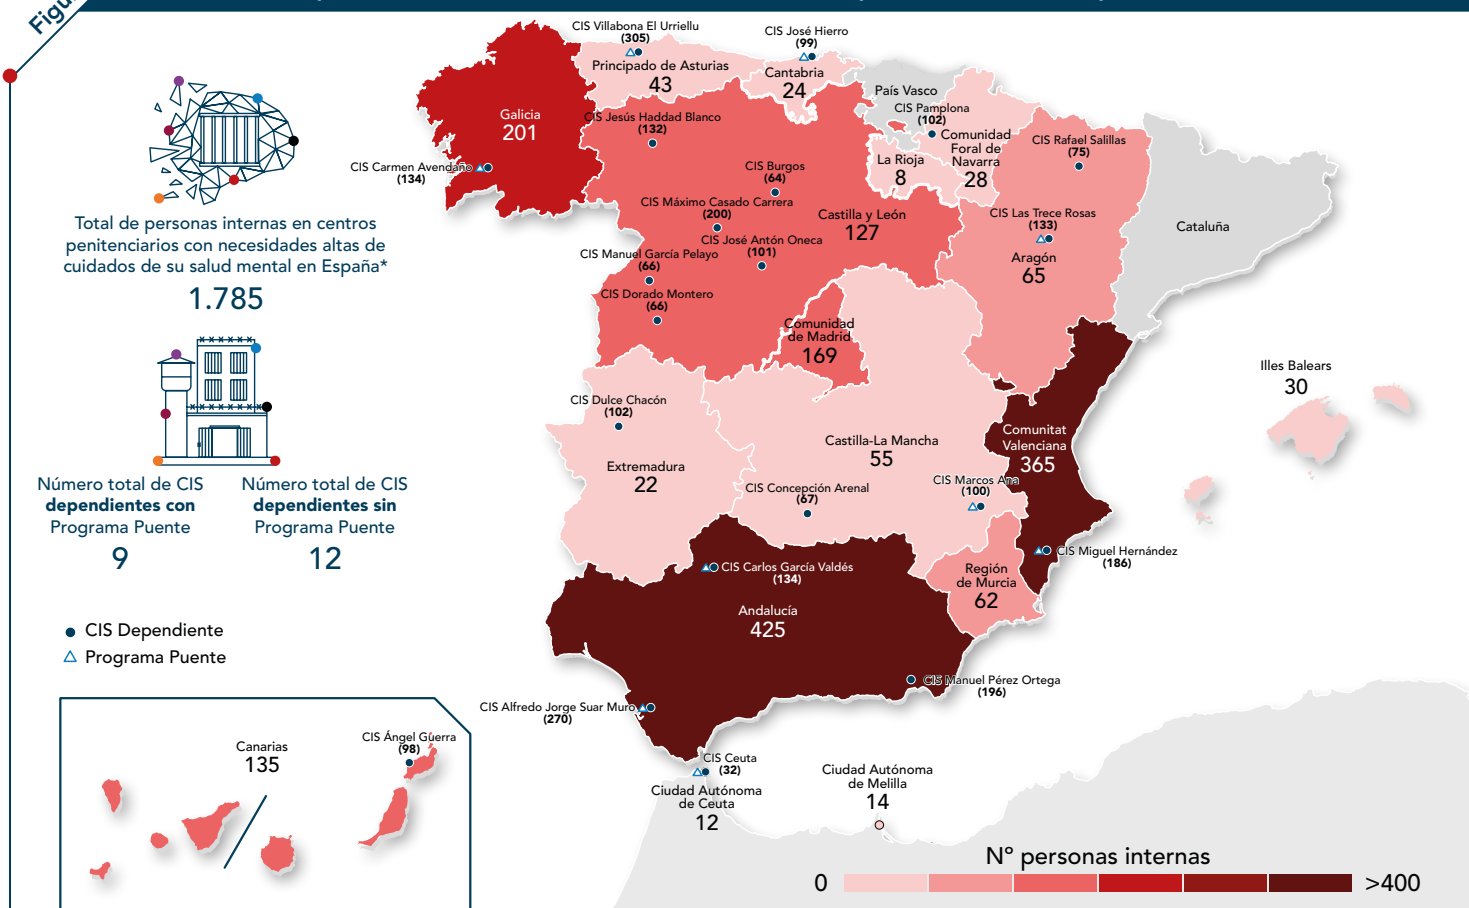 Figu
CIS Villabona El Urriellu
(305)
CIS José Hierro
(99)
Principado de Asturias
43
Cantabria
24
País Vasco
CIS Pamplona
(102)
Comunidad
Foral de
Navarra
28
La Rioja
8
Galicia
201
CIS Jesús Haddad Blanco
(132)
CIS Rafael Salillas
(75)
CIS Carmen Avendaño
(134)
CIS Burgos
(64)
CIS Máximo Casado Carrera
(200)
Castilla y León
127
CIS Las Trece Rosas
(133)
Aragón
65
Cataluña
CIS José Antón Oneca
(101)
CIS Manuel García Pelayo
(66)
CIS Dorado Montero
(66)
Total de personas internas en centros
penitenciarios con necesidades altas de
cuidados de su salud mental en España*
1.785
Comunidad
de Madrid
169
Illes Balears
30
CIS Dulce Chacón
(102)
Extremadura
22
Castilla-La Mancha
55
Comunitat
Valenciana
365
CIS Concepción Arenal
(67)
CIS Marcos Ana
(100)
Número total de CIS
dependientes con
Programa Puente
9
Número total de CIS
dependientes sin
Programa Puente
12
CIS Miguel Hernández
(186)
CIS Carlos García Valdés
(134)
Región
de Murcia
62
Andalucía
425
CIS Dependiente
Programa Puente
CIS Manuel Pérez Ortega
(196)
CIS Alfredo Jorge Suar Muro
(270)
Canarias
135
CIS Ángel Guerra
(98)
CIS Ceuta
(32)
Ciudad Autónoma
de Ceuta
12
Ciudad Autónoma
de Melilla
14
Nº personas internas
0
>400